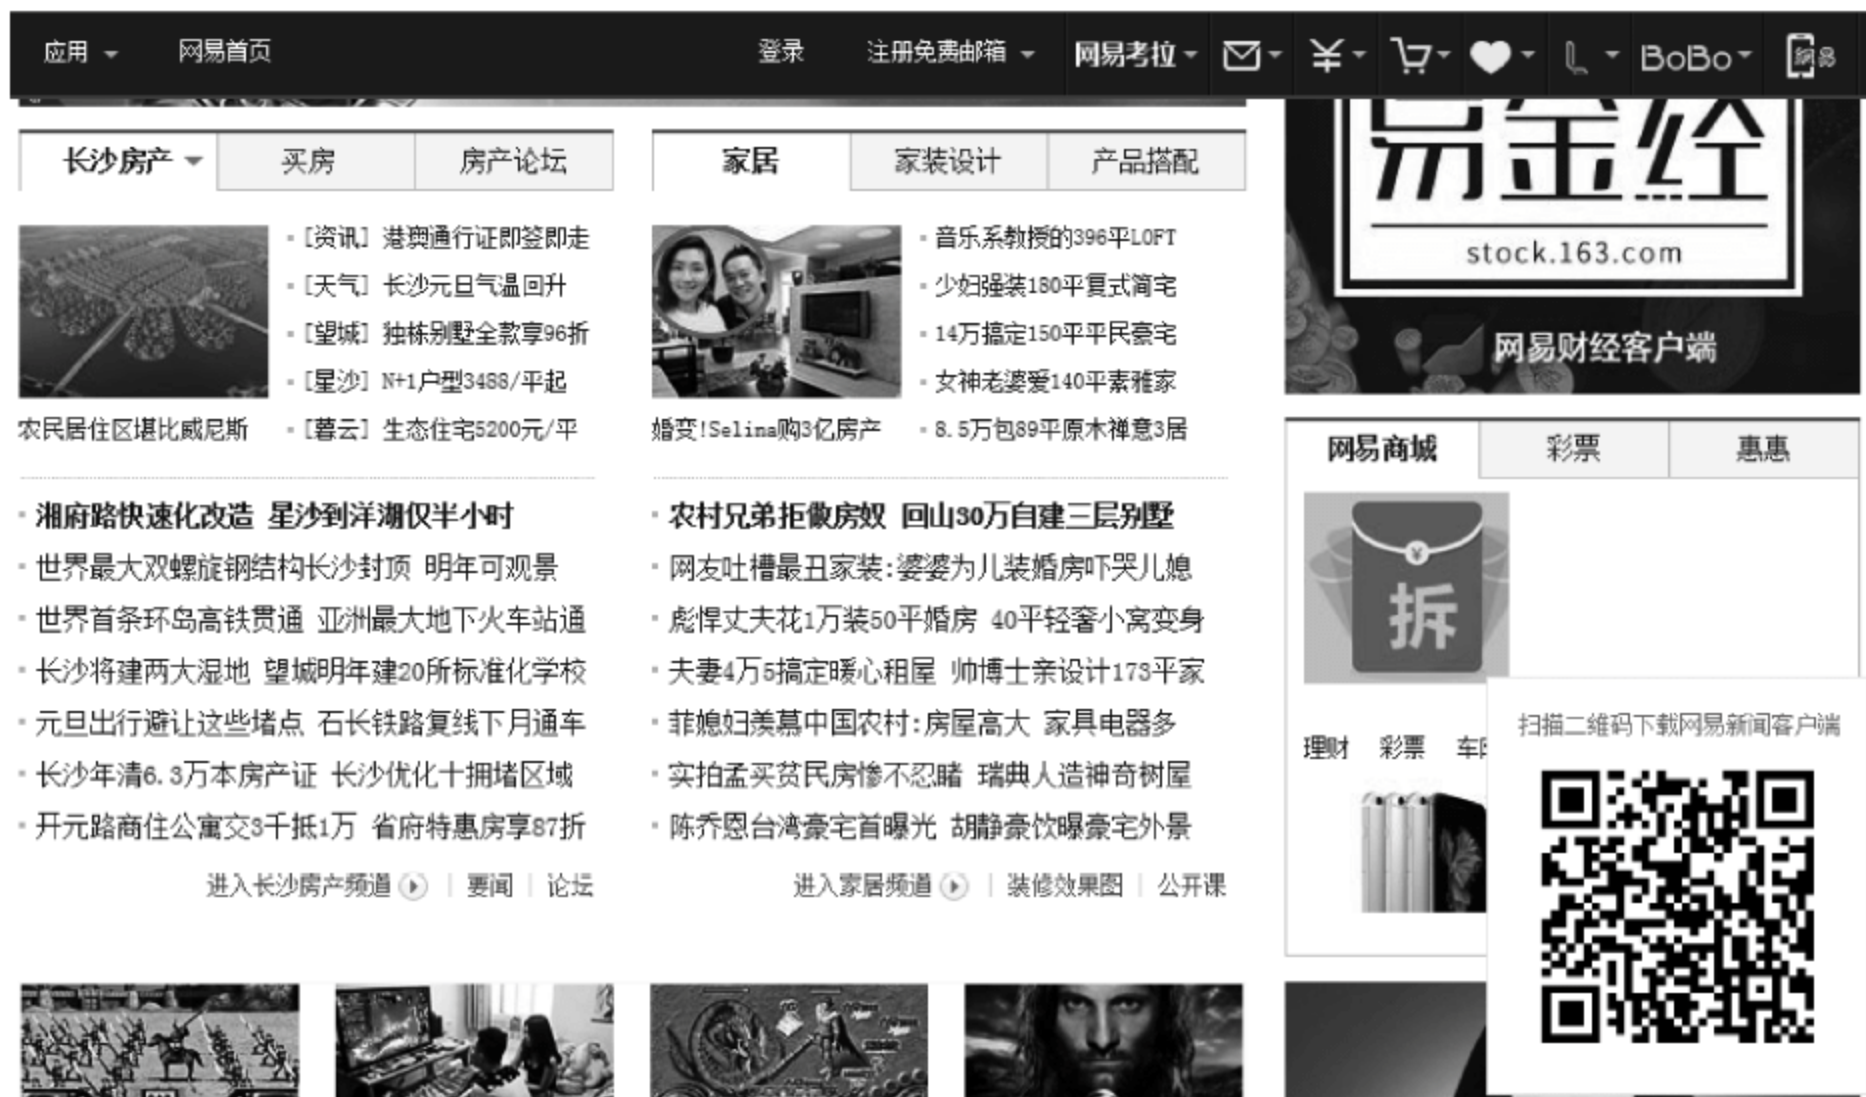 应用 网易首页 登录 注册免费邮箱 网易考拉 BoBo
长沙房产 买房 房产论坛
[资讯] 港澳通行证即签即走
[天气] 长沙元旦气温回升
[望城] 独栋别墅全款享96折
[星沙] N+1户型3488/平起
农民居住区堪比威尼斯
[暮云] 生态住宅5200元/平
湘府路快速化改造 星沙到洋湖仅半小时
世界最大双螺旋钢结构长沙封顶 明年可观景
世界首条环岛高铁贯通 亚洲最大地下火车站通
长沙将建两大湿地 望城明年建20所标准化学校
元旦出行避让这些堵点 石长铁路复线下月通车
长沙年清6.3万本房产证 长沙优化十拥堵区域
开元路商住公寓交3千抵1万 省府特惠房享87折
进入长沙房产频道 要闻 论坛
家居 家装设计 产品搭配
音乐系教授的396平LOFT
少妇强装180平复式简宅
14万搞定150平平民豪宅
女神老婆爱140平素雅家
婚变!Selina购3亿房产
8.5万包89平原木禅意3居
农村兄弟拒做房奴 回山30万自建三层别墅
网友吐槽最丑家装:婆婆为儿装婚房吓哭儿媳
彪悍丈夫花1万装50平婚房 40平轻奢小窝变身
夫妻4万5搞定暖心租屋 帅博士亲设计173平家
菲媳妇羡慕中国农村:房屋高大 家具电器多
实拍孟买贫民房惨不忍睹 瑞典人造神奇树屋
陈乔恩台湾豪宅首曝光 胡静豪饮曝豪宅外景
进入家居频道 装修效果图 公开课
易金经
stock.163.com
网易财经客户端
网易商城 彩票 惠惠
拆
理财 彩票 车
扫描二维码下载网易新闻客户端